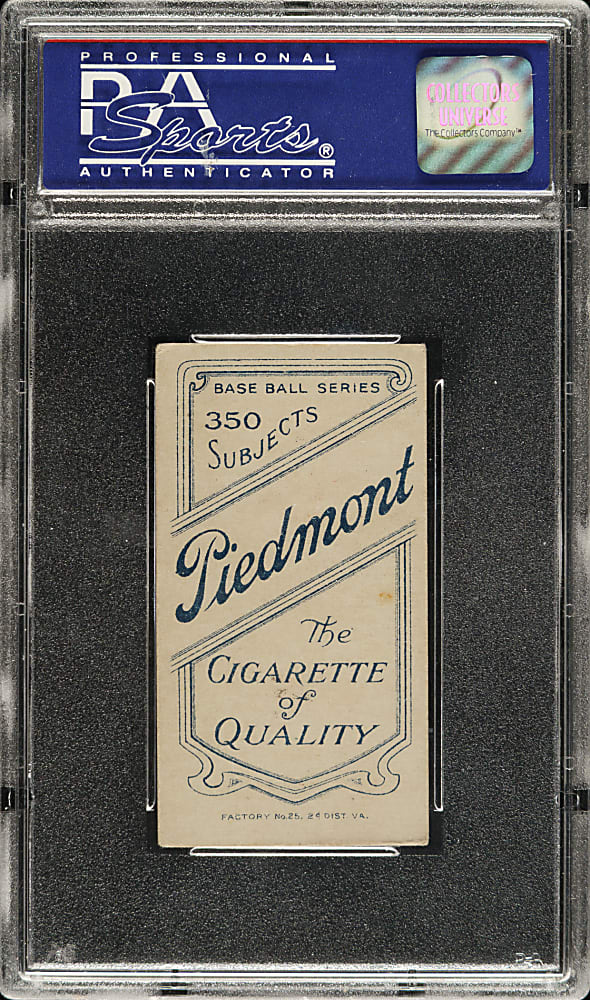 PROFESSIONAL
PSA
Sports®
AUTHENTICATOR
COLLECTORS
UNIVERSE
The Collectors Company™
BASE BALL SERIES
350
SUBJECTS
Piedmont
The
CIGARETTE
of
QUALITY
FACTORY No.25. 2d DIST. VA.